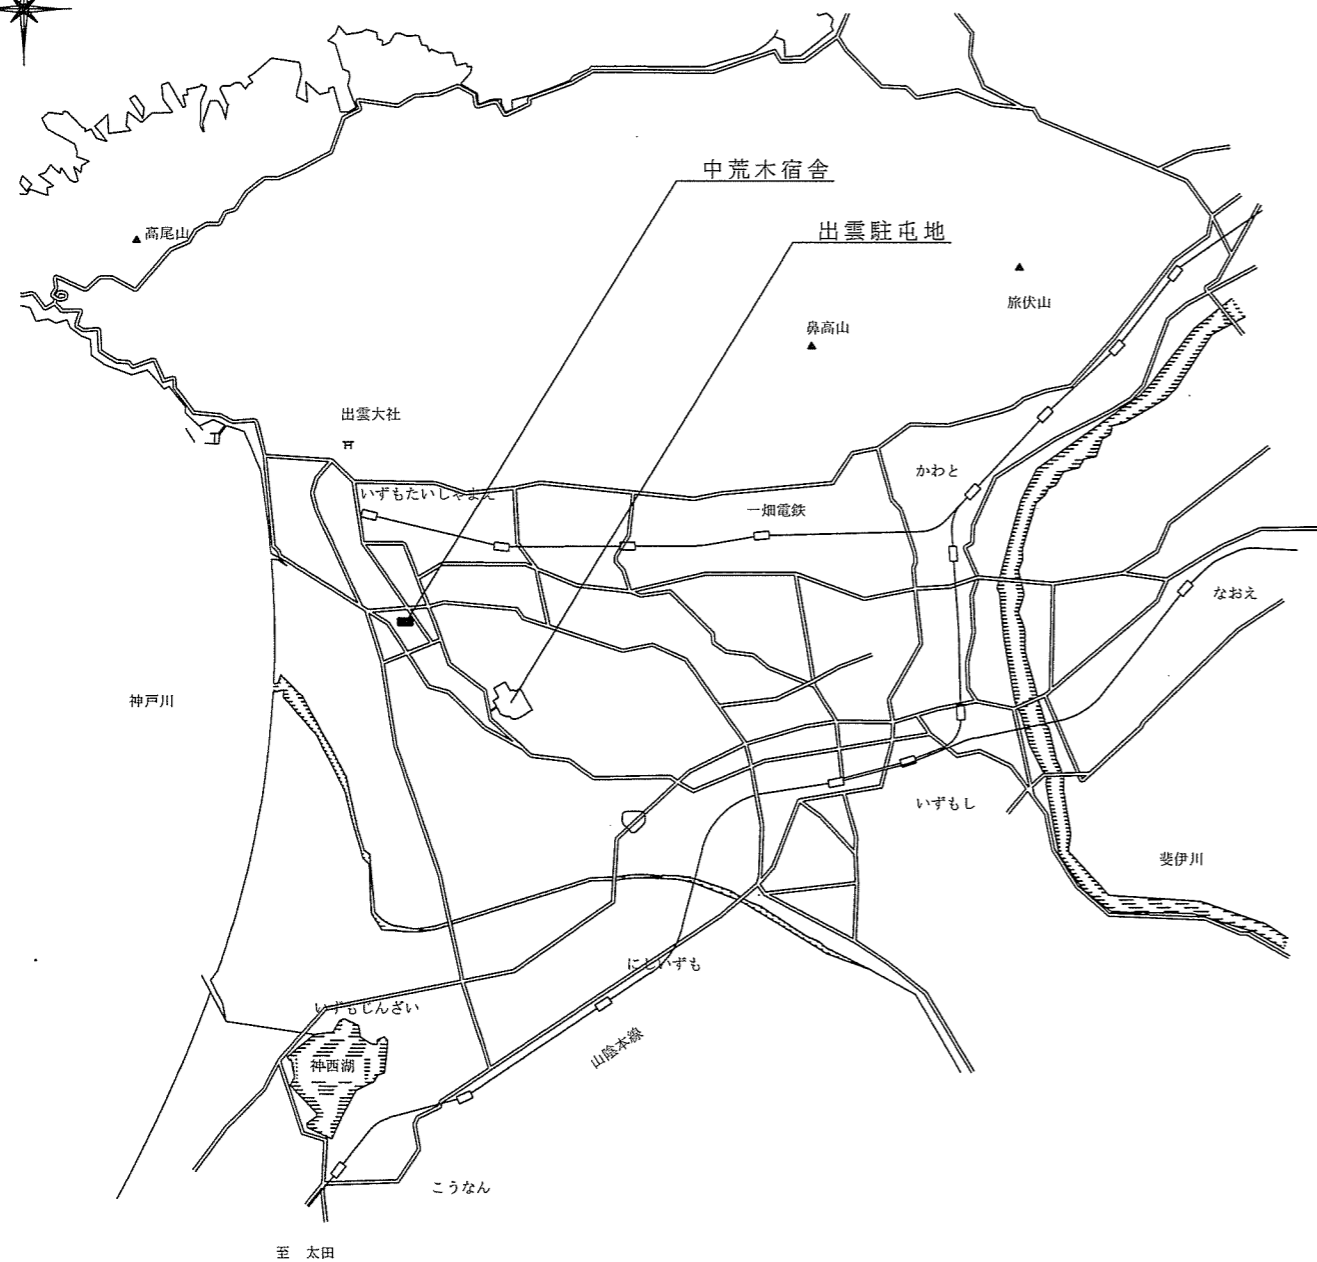 中荒木宿舎
出雲駐屯地
高尾山
旅伏山
鼻高山
出雲大社
かわと
いずもたいしゃまえ
一畑電鉄
なおえ
神戸川
いずもし
斐伊川
にしいずも
いずもじんざい
山陰本線
神西湖
こうなん
至 太田